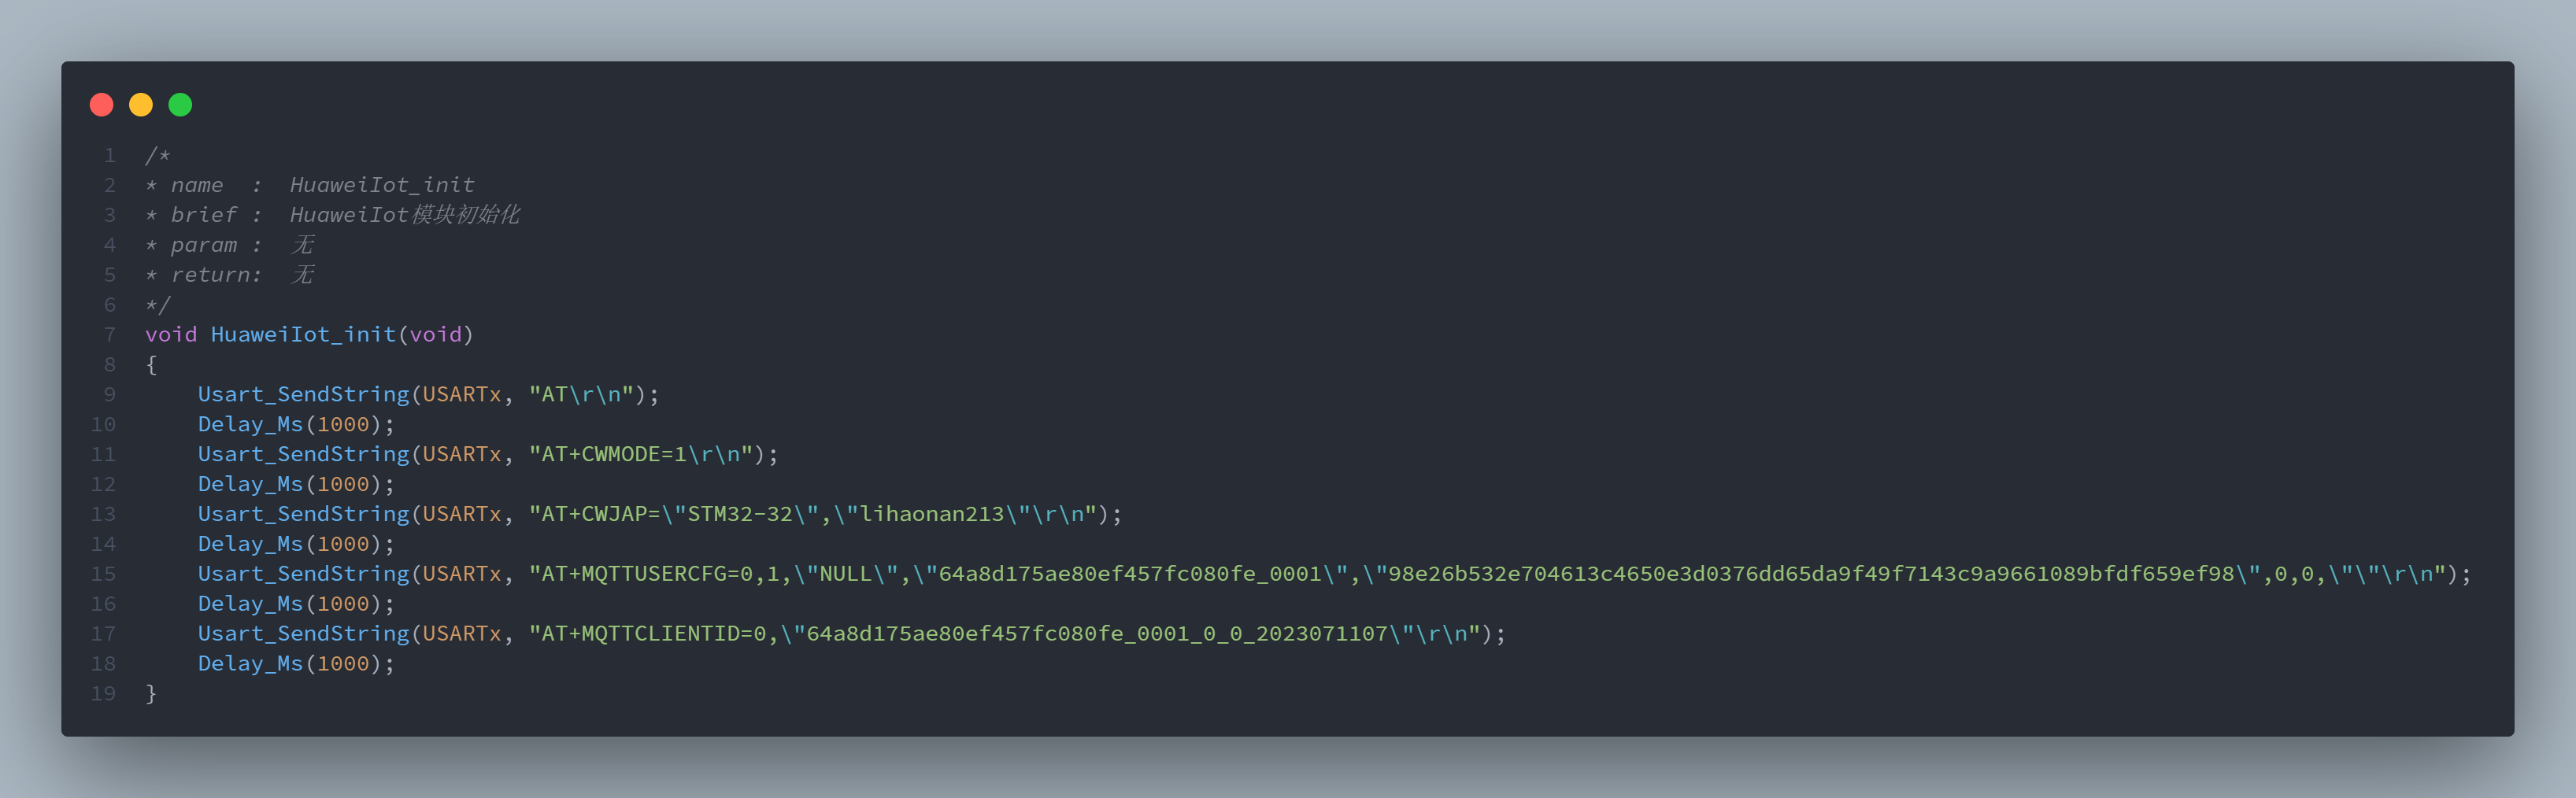 1 /*
2 * name  :  HuaweiIot_init
3 * brief :  HuaweiIot模块初始化
4 * param :  无
5 * return:  无
6 */
7 void HuaweiIot_init(void)
8 {
9     Usart_SendString(USARTx, "AT\r\n");
10     Delay_Ms(1000);
11     Usart_SendString(USARTx, "AT+CWMODE=1\r\n");
12     Delay_Ms(1000);
13     Usart_SendString(USARTx, "AT+CWJAP=\"STM32-32\",\"lihaonan213\"\r\n");
14     Delay_Ms(1000);
15     Usart_SendString(USARTx, "AT+MQTTUSERCFG=0,1,\"NULL\",\"64a8d175ae80ef457fc080fe_0001\",\"98e26b532e704613c4650e3d0376dd65da9f49f7143c9a9661089bfdf659ef98\",0,0,\"\"\r\n");
16     Delay_Ms(1000);
17     Usart_SendString(USARTx, "AT+MQTTCLIENTID=0,\"64a8d175ae80ef457fc080fe_0001_0_0_2023071107\"\r\n");
18     Delay_Ms(1000);
19 }